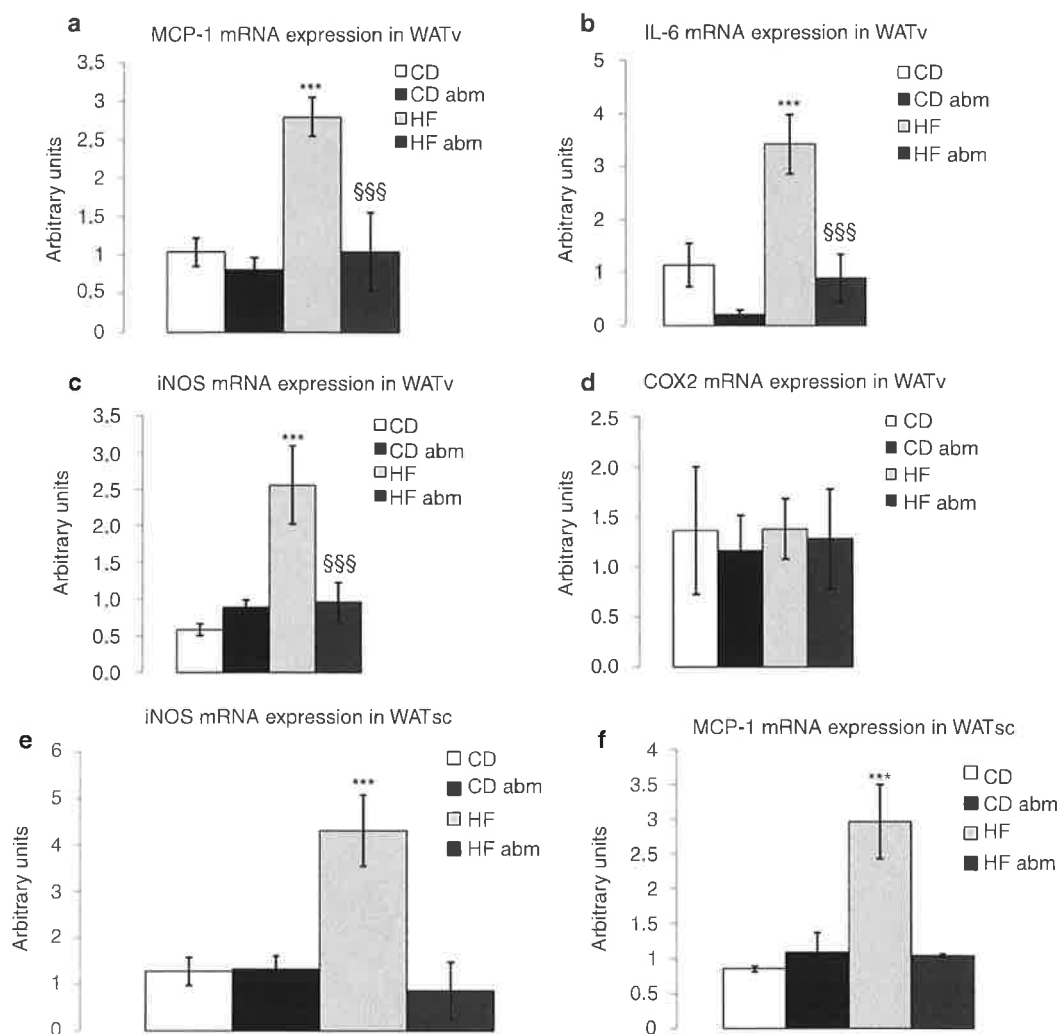 a
MCP-1 mRNA expression in WATv
3.5
3
2.5
2
1.5
1
0.5
0
Arbitrary units
***
§§§
CD
CD abm
HF
HF abm
b
IL-6 mRNA expression in WATv
5
4
3
2
1
0
Arbitrary units
***
§§§
CD
CD abm
HF
HF abm
c
iNOS mRNA expression in WATv
3.5
3.0
2.5
2.0
1.5
1.0
0.5
0.0
Arbitrary units
***
§§§
CD
CD abm
HF
HF abm
d
COX2 mRNA expression in WATv
2.5
2.0
1.5
1.0
0.5
0.0
Arbitrary units
CD
CD abm
HF
HF abm
e
iNOS mRNA expression in WATsc
6
5
4
3
2
1
0
Arbitrary units
***
CD
CD abm
HF
HF abm
f
MCP-1 mRNA expression in WATsc
4
3.5
3
2.5
2
1.5
1
0.5
0
Arbitrary units
***
CD
CD abm
HF
HF abm